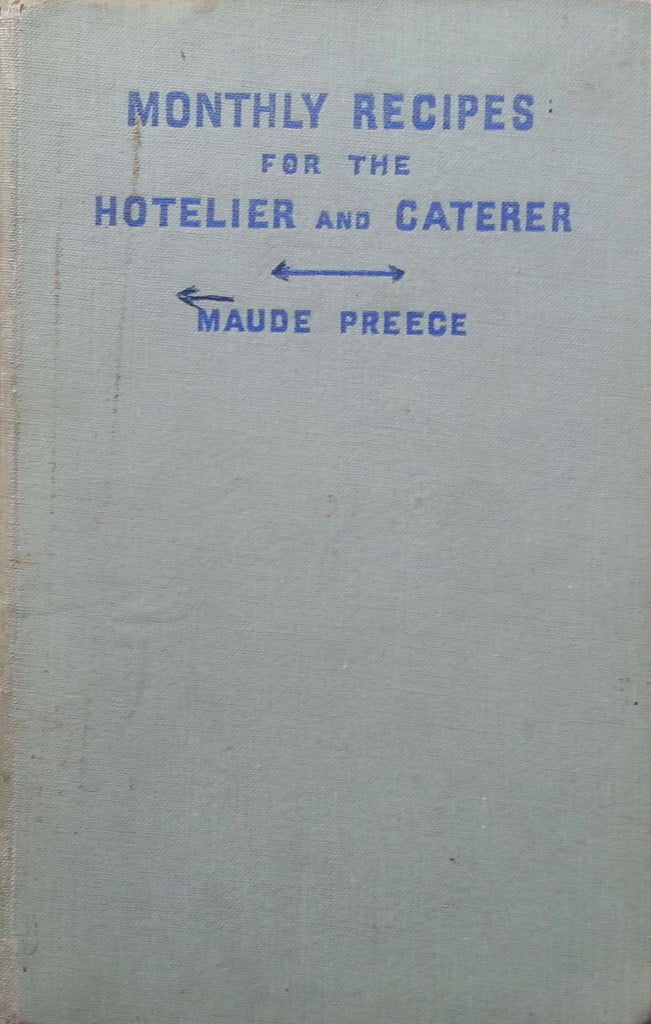 MONTHLY RECIPES
FOR THE
HOTELIER AND CATERER
MAUDE PREECE